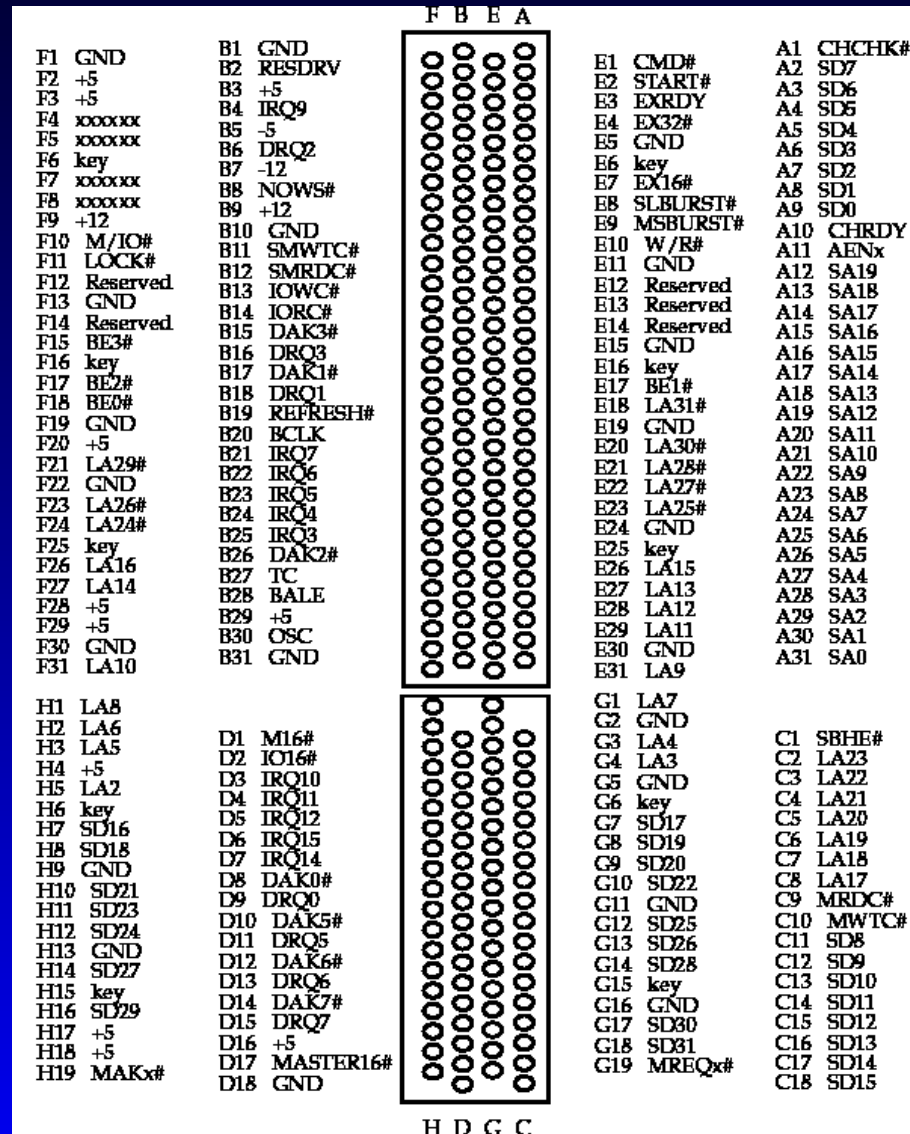 F B E A
F1 GND
F2 +5
F3 +5
F4 xxxxxx
F5 xxxxxx
F6 key
F7 xxxxxx
F8 xxxxxx
F9 +12
F10 M/IO#
F11 LOCK#
F12 Reserved
F13 GND
F14 Reserved
F15 BE3#
F16 key
F17 BE2#
F18 BE0#
F19 GND
F20 +5
F21 LA29#
F22 GND
F23 LA26#
F24 LA24#
F25 key
F26 LA16
F27 LA14
F28 +5
F29 +5
F30 GND
F31 LA10
B1 GND
B2 RESDRV
B3 +5
B4 IRQ9
B5 -5
B6 DRQ2
B7 -12
B8 NOWS#
B9 +12
B10 GND
B11 SMWTC#
B12 SMRDC#
B13 IOWC#
B14 IORC#
B15 DAK3#
B16 DRQ3
B17 DAK1#
B18 DRQ1
B19 REFRESH#
B20 BCLK
B21 IRQ7
B22 IRQ6
B23 IRQ5
B24 IRQ4
B25 IRQ3
B26 DAK2#
B27 TC
B28 BALE
B29 +5
B30 OSC
B31 GND
E1 CMD#
E2 START#
E3 EXRDY
E4 EX32#
E5 GND
E6 key
E7 EX16#
E8 SLBURST#
E9 MSBURST#
E10 W/R#
E11 GND
E12 Reserved
E13 Reserved
E14 Reserved
E15 GND
E16 key
E17 BE1#
E18 LA31#
E19 GND
E20 LA30#
E21 LA28#
E22 LA27#
E23 LA25#
E24 GND
E25 key
E26 LA15
E27 LA13
E28 LA12
E29 LA11
E30 GND
E31 LA9
A1 CHCHK#
A2 SD7
A3 SD6
A4 SD5
A5 SD4
A6 SD3
A7 SD2
A8 SD1
A9 SD0
A10 CHRDY
A11 AENx
A12 SA19
A13 SA18
A14 SA17
A15 SA16
A16 SA15
A17 SA14
A18 SA13
A19 SA12
A20 SA11
A21 SA10
A22 SA9
A23 SA8
A24 SA7
A25 SA6
A26 SA5
A27 SA4
A28 SA3
A29 SA2
A30 SA1
A31 SA0
H1 LA8
H2 LA6
H3 LA5
H4 +5
H5 LA2
H6 key
H7 SD16
H8 SD18
H9 GND
H10 SD21
H11 SD23
H12 SD24
H13 GND
H14 SD27
H15 key
H16 SD29
H17 +5
H18 +5
H19 MAKx#
D1 M16#
D2 IO16#
D3 IRQ10
D4 IRQ11
D5 IRQ12
D6 IRQ15
D7 IRQ14
D8 DAK0#
D9 DRQ0
D10 DAK5#
D11 DRQ5
D12 DAK6#
D13 DRQ6
D14 DAK7#
D15 DRQ7
D16 +5
D17 MASTER16#
D18 GND
G1 LA7
G2 GND
G3 LA4
G4 LA3
G5 GND
G6 key
G7 SD17
G8 SD19
G9 SD20
G10 SD22
G11 GND
G12 SD25
G13 SD26
G14 SD28
G15 key
G16 GND
G17 SD30
G18 SD31
G19 MREQx#
C1 SBHE#
C2 LA23
C3 LA22
C4 LA21
C5 LA20
C6 LA19
C7 LA18
C8 LA17
C9 MRDC#
C10 MWTC#
C11 SD8
C12 SD9
C13 SD10
C14 SD11
C15 SD12
C16 SD13
C17 SD14
C18 SD15
H D G C